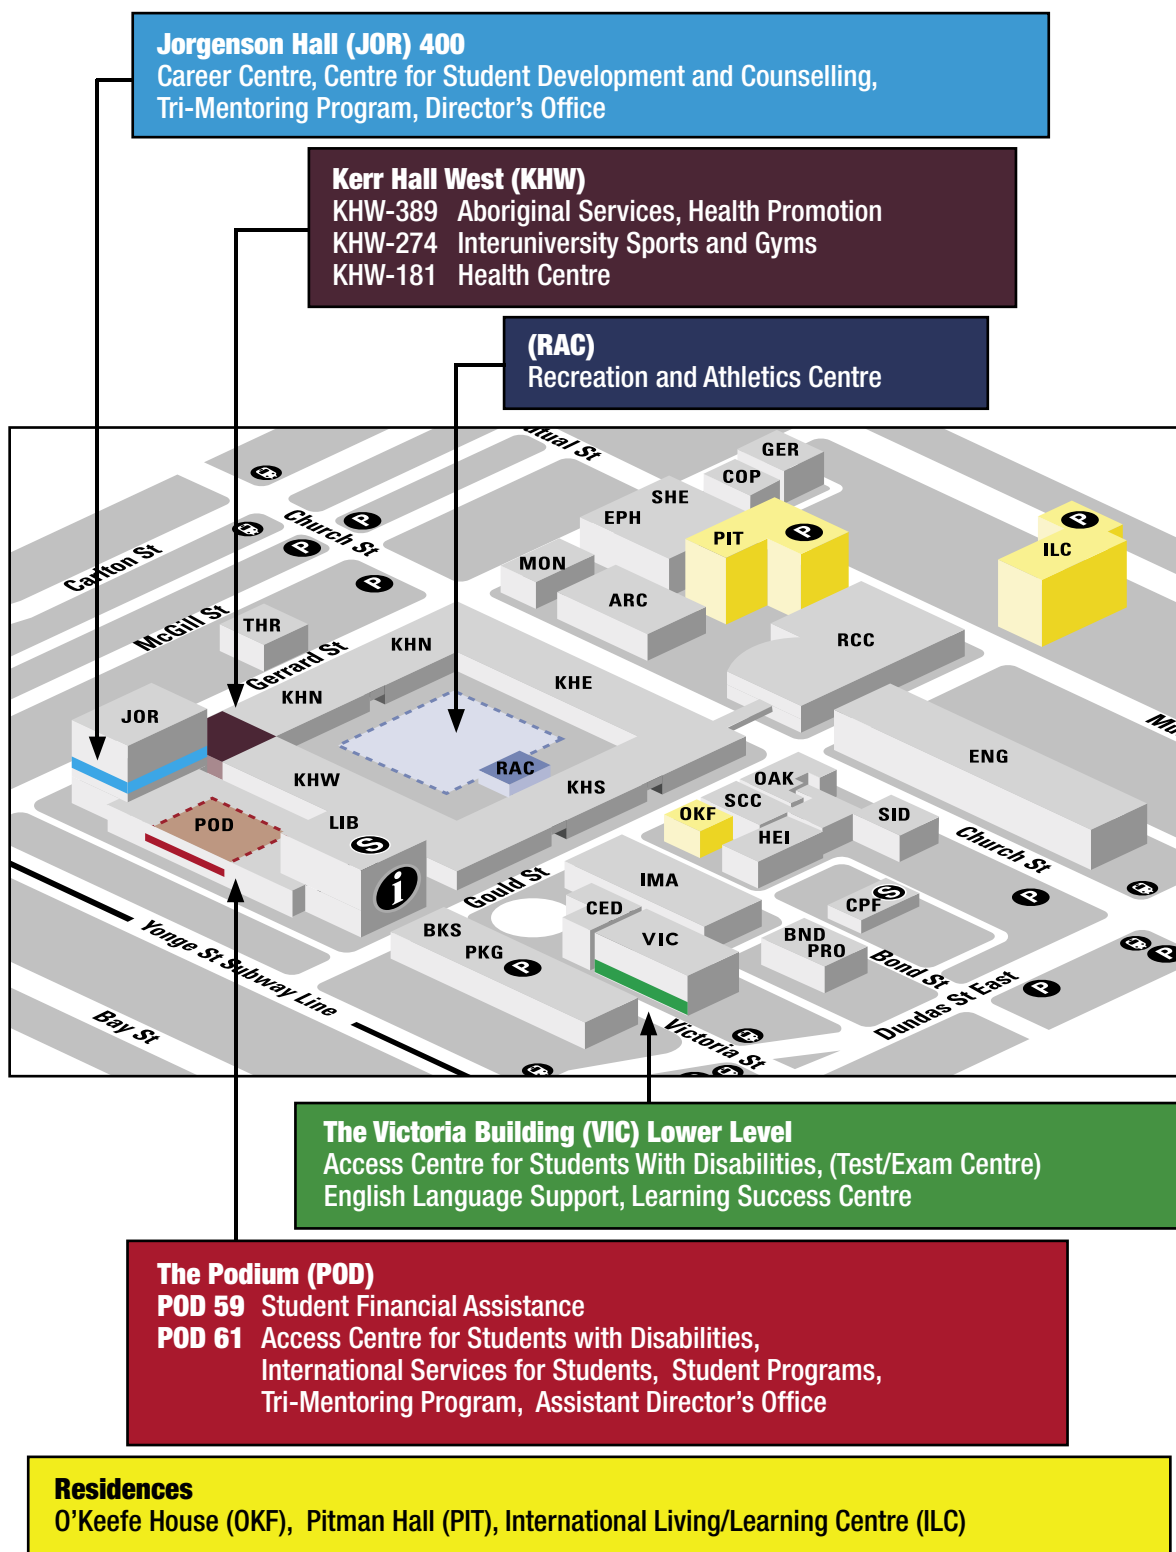 Jorgenson Hall (JOR) 400
Career Centre, Centre for Student Development and Counselling,
Tri-Mentoring Program, Director’s Office
Kerr Hall West (KHW)
KHW-389 Aboriginal Services, Health Promotion
KHW-274 Interuniversity Sports and Gyms
KHW-181 Health Centre
(RAC)
Recreation and Athletics Centre
utual St
GER
COP
SHE
EPH
PIT
P
P
ILC
Church St
P
P
P
Carlton St
MON
ARC
McGill St
THR
Gerrard St
KHN
KHN
KHE
RCC
JOR
Mu
RAC
KHW
KHS
OAK
ENG
SCC
OKF
SID
POD
LIB
S
HEI
Church St
i
Gould St
IMA
P
CPF
S
CED
BKS
VIC
BND
PRO
PKG
P
Bond St
P
Yonge St Subway Line
Dundas St East
P
Bay St
Victoria St
The Victoria Building (VIC) Lower Level
Access Centre for Students With Disabilities, (Test/Exam Centre)
English Language Support, Learning Success Centre
The Podium (POD)
POD 59 Student Financial Assistance
POD 61 Access Centre for Students with Disabilities,
International Services for Students, Student Programs,
Tri-Mentoring Program, Assistant Director’s Office
Residences
O’Keefe House (OKF), Pitman Hall (PIT), International Living/Learning Centre (ILC)